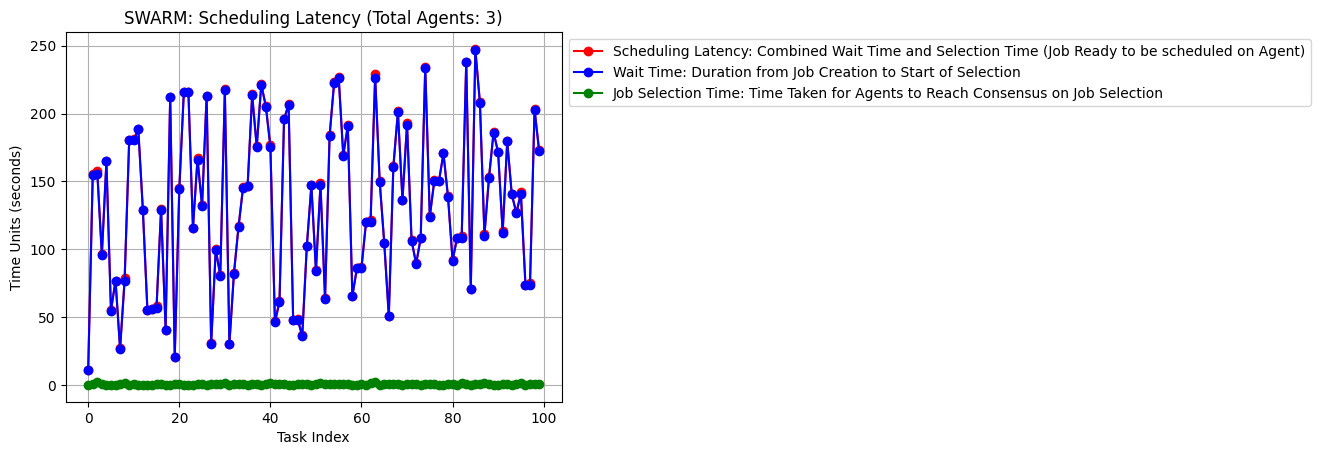 SWARM: Scheduling Latency (Total Agents: 3)
Scheduling Latency: Combined Wait Time and Selection Time (Job Ready to be scheduled on Agent)
Wait Time: Duration from Job Creation to Start of Selection
Job Selection Time: Time Taken for Agents to Reach Consensus on Job Selection
Time Units (seconds)
250
200
150
100
50
0
0 20 40 60 80 100
Task Index